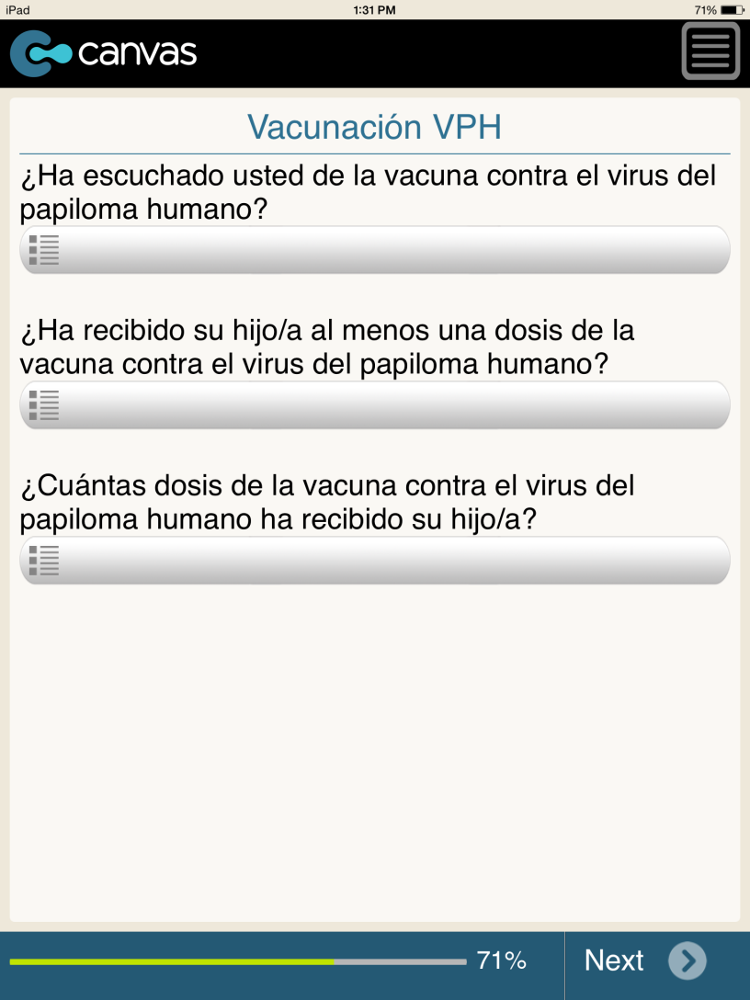 iPad
1:31 PM
71%
canvas
Vacunación VPH
¿Ha escuchado usted de la vacuna contra el virus del
papiloma humano?
¿Ha recibido su hijo/a al menos una dosis de la
vacuna contra el virus del papiloma humano?
¿Cuántas dosis de la vacuna contra el virus del
papiloma humano ha recibido su hijo/a?
71%
Next